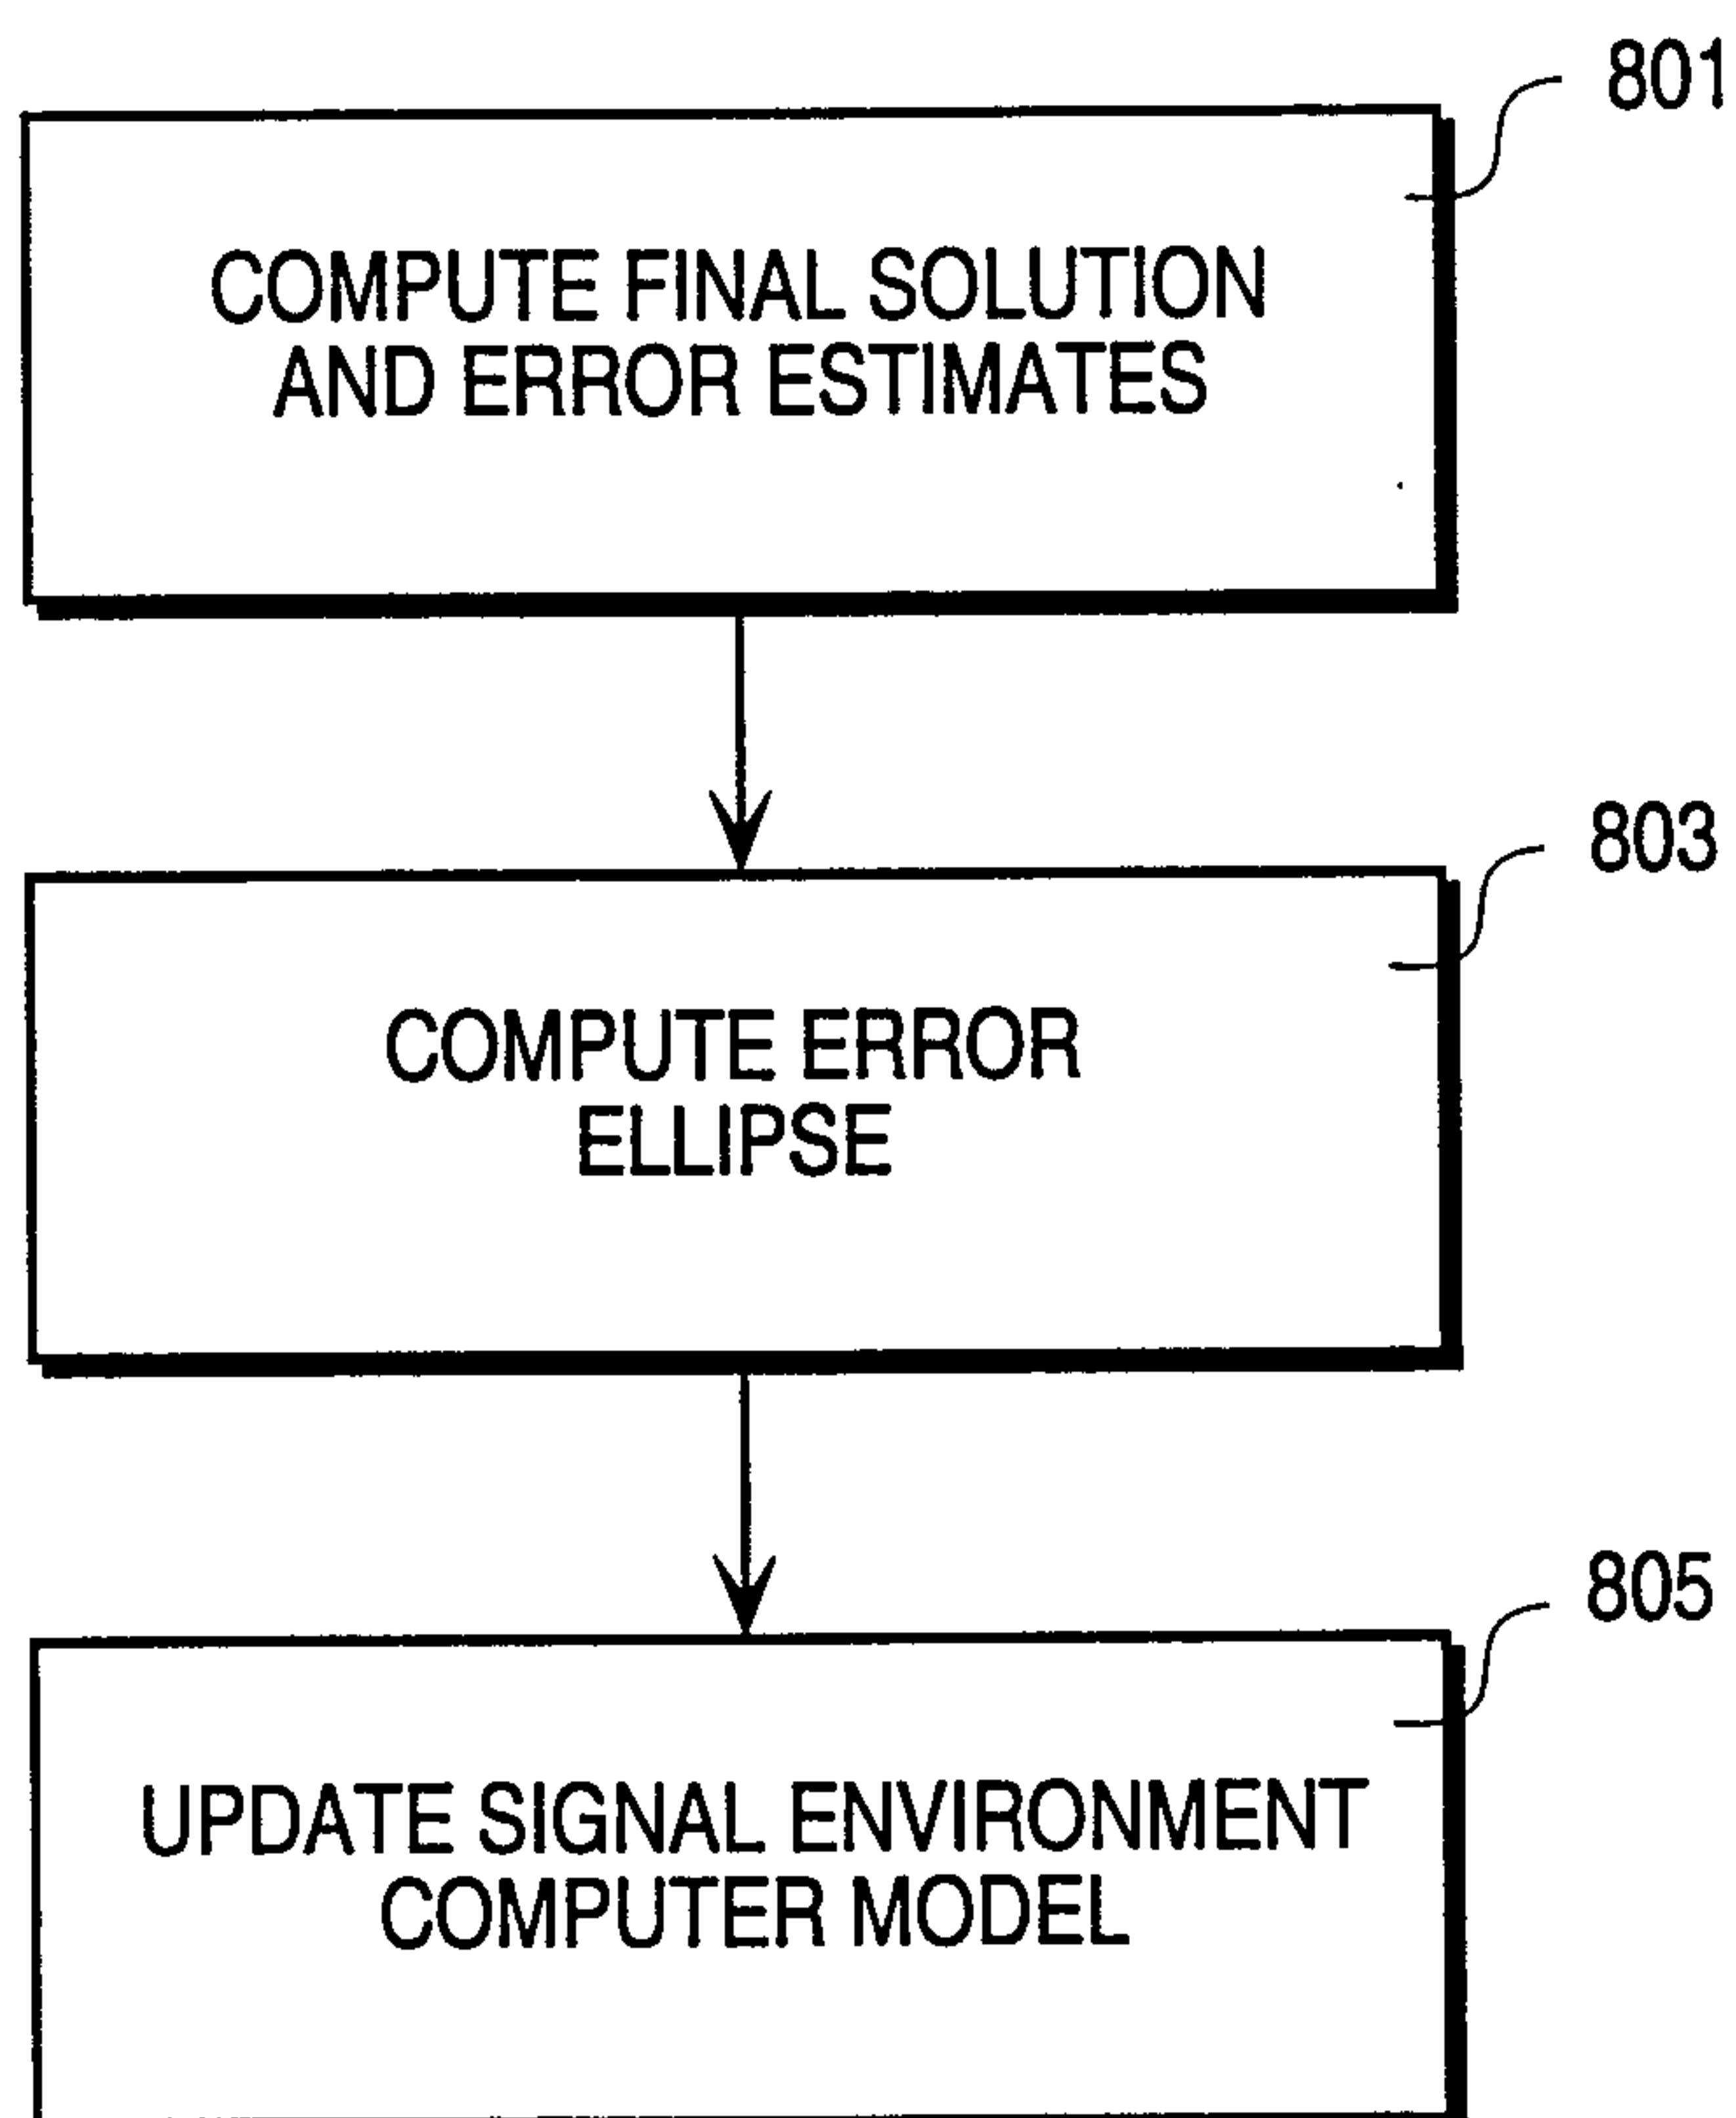 801
COMPUTE FINAL SOLUTION
AND ERROR ESTIMATES
803
COMPUTE ERROR
ELLIPSE
805
UPDATE SIGNAL ENVIRONMENT
COMPUTER MODEL